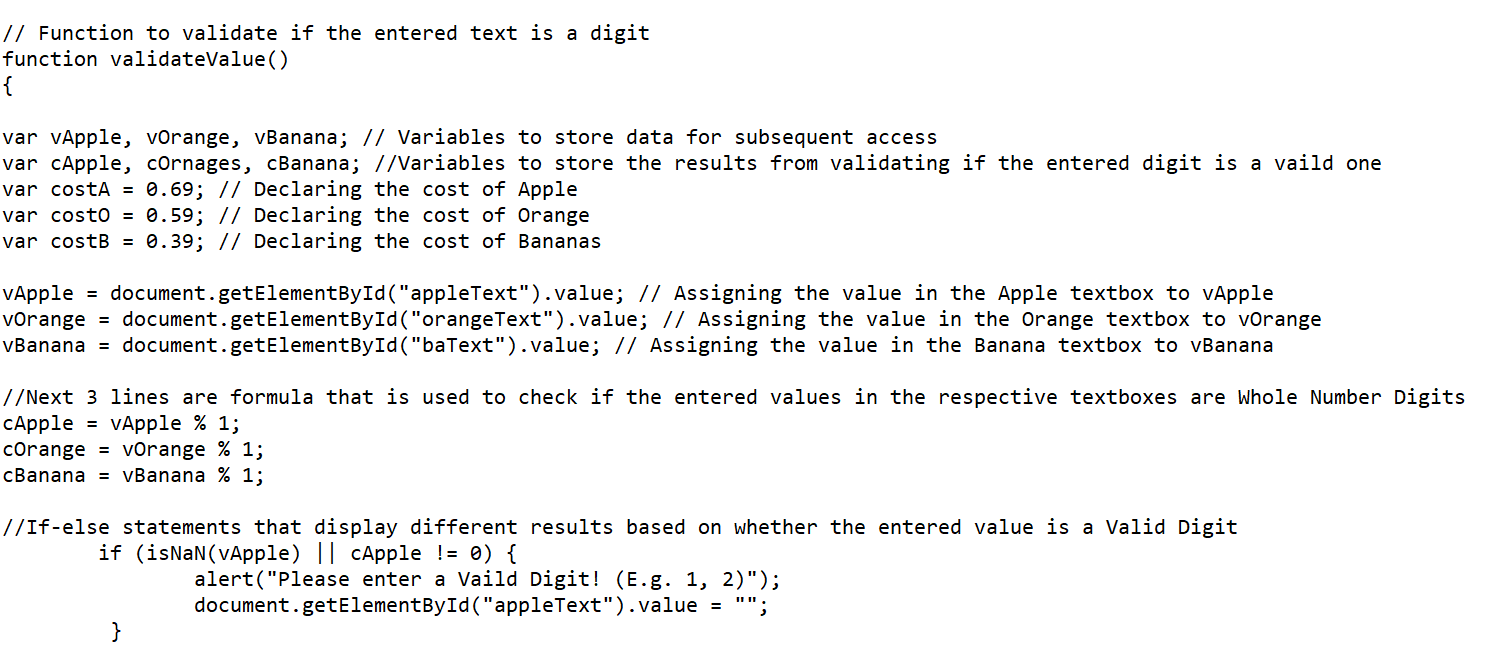 // Function to validate if the entered text is a digit
function validateValue()
{
var vApple, vOrange, vBanana; // Variables to store data for subsequent access
var cApple, cOrnages, cBanana; //Variables to store the results from validating if the entered digit is a vaild one
var costA = 0.69; // Declaring the cost of Apple
var costO = 0.59; // Declaring the cost of Orange
var costB = 0.39; // Declaring the cost of Bananas
vApple = document.getElementById("appleText").value; // Assigning the value in the Apple textbox to vApple
vOrange = document.getElementById("orangeText").value; // Assigning the value in the Orange textbox to vOrange
vBanana = document.getElementById("baText").value; // Assigning the value in the Banana textbox to vBanana
//Next 3 lines are formula that is used to check if the entered values in the respective textboxes are Whole Number Digits
cApple = vApple % 1;
cOrange = vOrange % 1;
cBanana = vBanana % 1;
//If-else statements that display different results based on whether the entered value is a Valid Digit
if (isNaN(vApple) || cApple != 0) {
alert("Please enter a Vaild Digit! (E.g. 1, 2)");
document.getElementById("appleText").value = "";
}